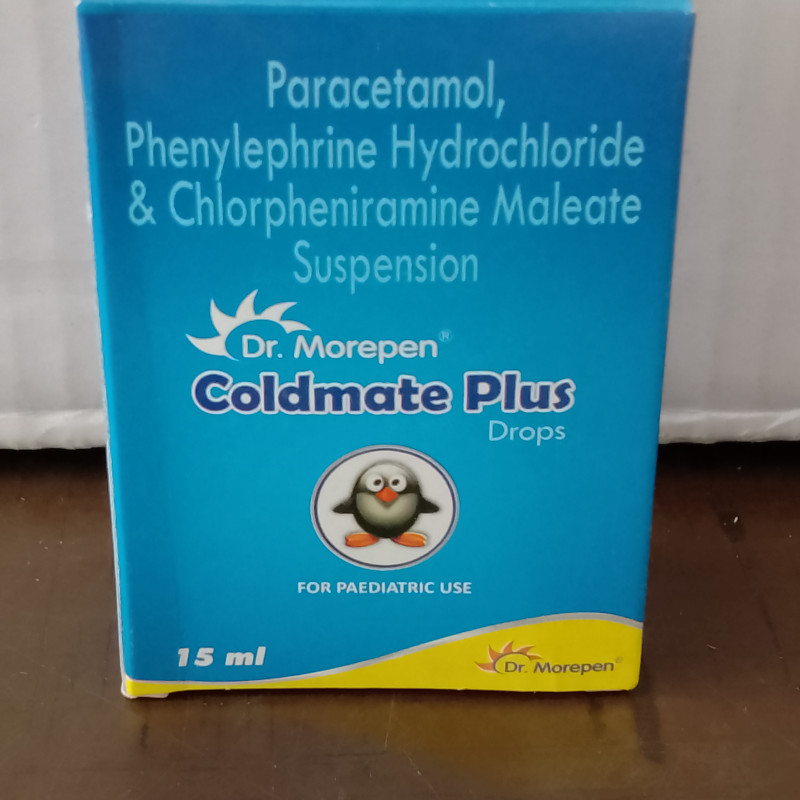 Paracetamol,
Phenylephrine Hydrochloride
& Chlorpheniramine Maleate
Suspension
Dr. Morepen®
Coldmate Plus
Drops
FOR PAEDIATRIC USE
15 ml
Dr. Morepen®